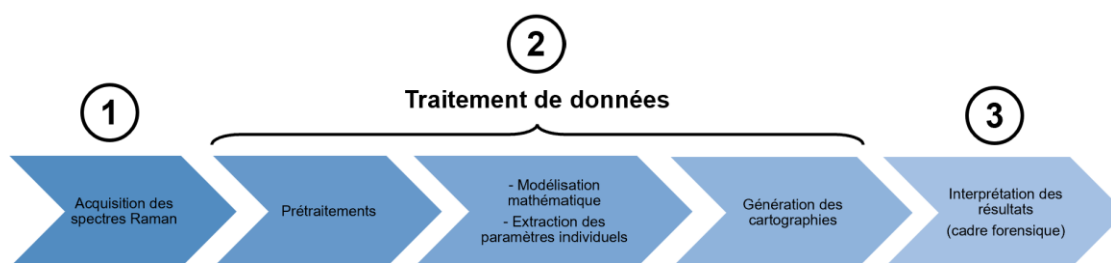 2
Traitement de données
1
3
Acquisition des
spectres Raman
Prétraitements
- Modélisation
mathématique
- Extraction des
paramètres individuels
Génération des
cartographies
Interprétation des
résultats
(cadre forensique)